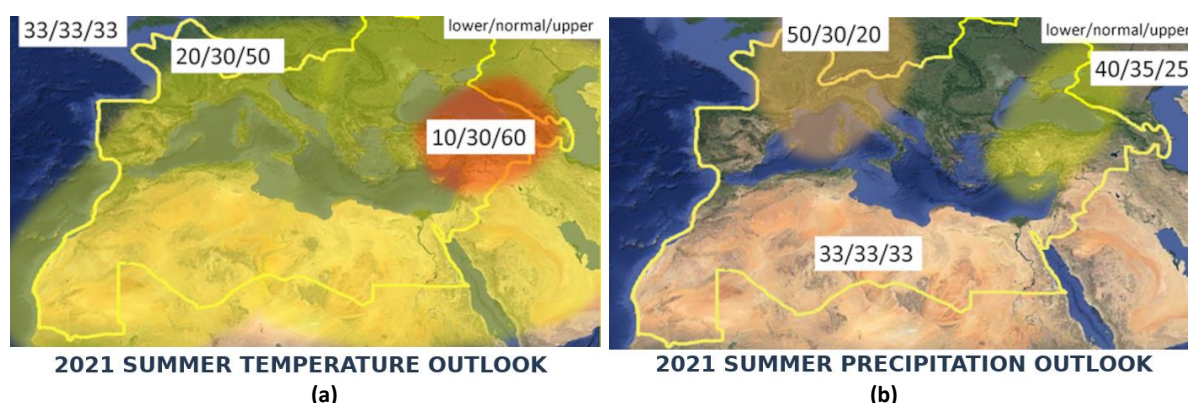 33/33/33
lower/normal/upper
20/30/50
10/30/60
2021 SUMMER TEMPERATURE OUTLOOK
(a)
50/30/20
lower/normal/upper
40/35/25
33/33/33
2021 SUMMER PRECIPITATION OUTLOOK
(b)